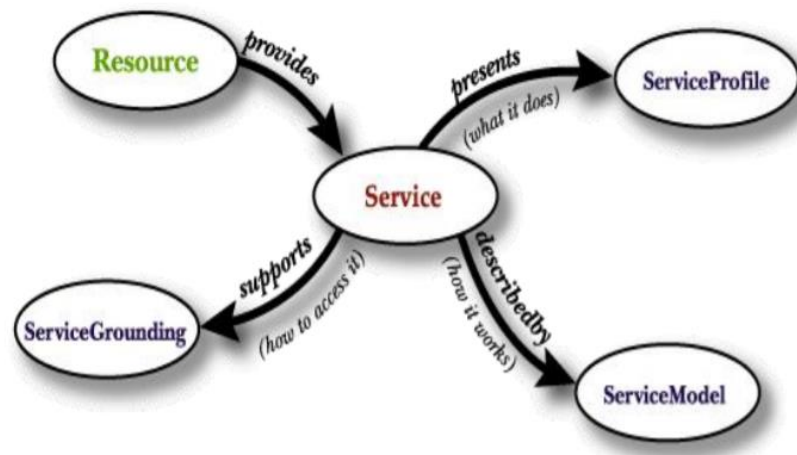 Resource
provides
presents
(what it does)
ServiceProfile
Service
supports
(how to access it)
describedby
(how it works)
ServiceGrounding
ServiceModel